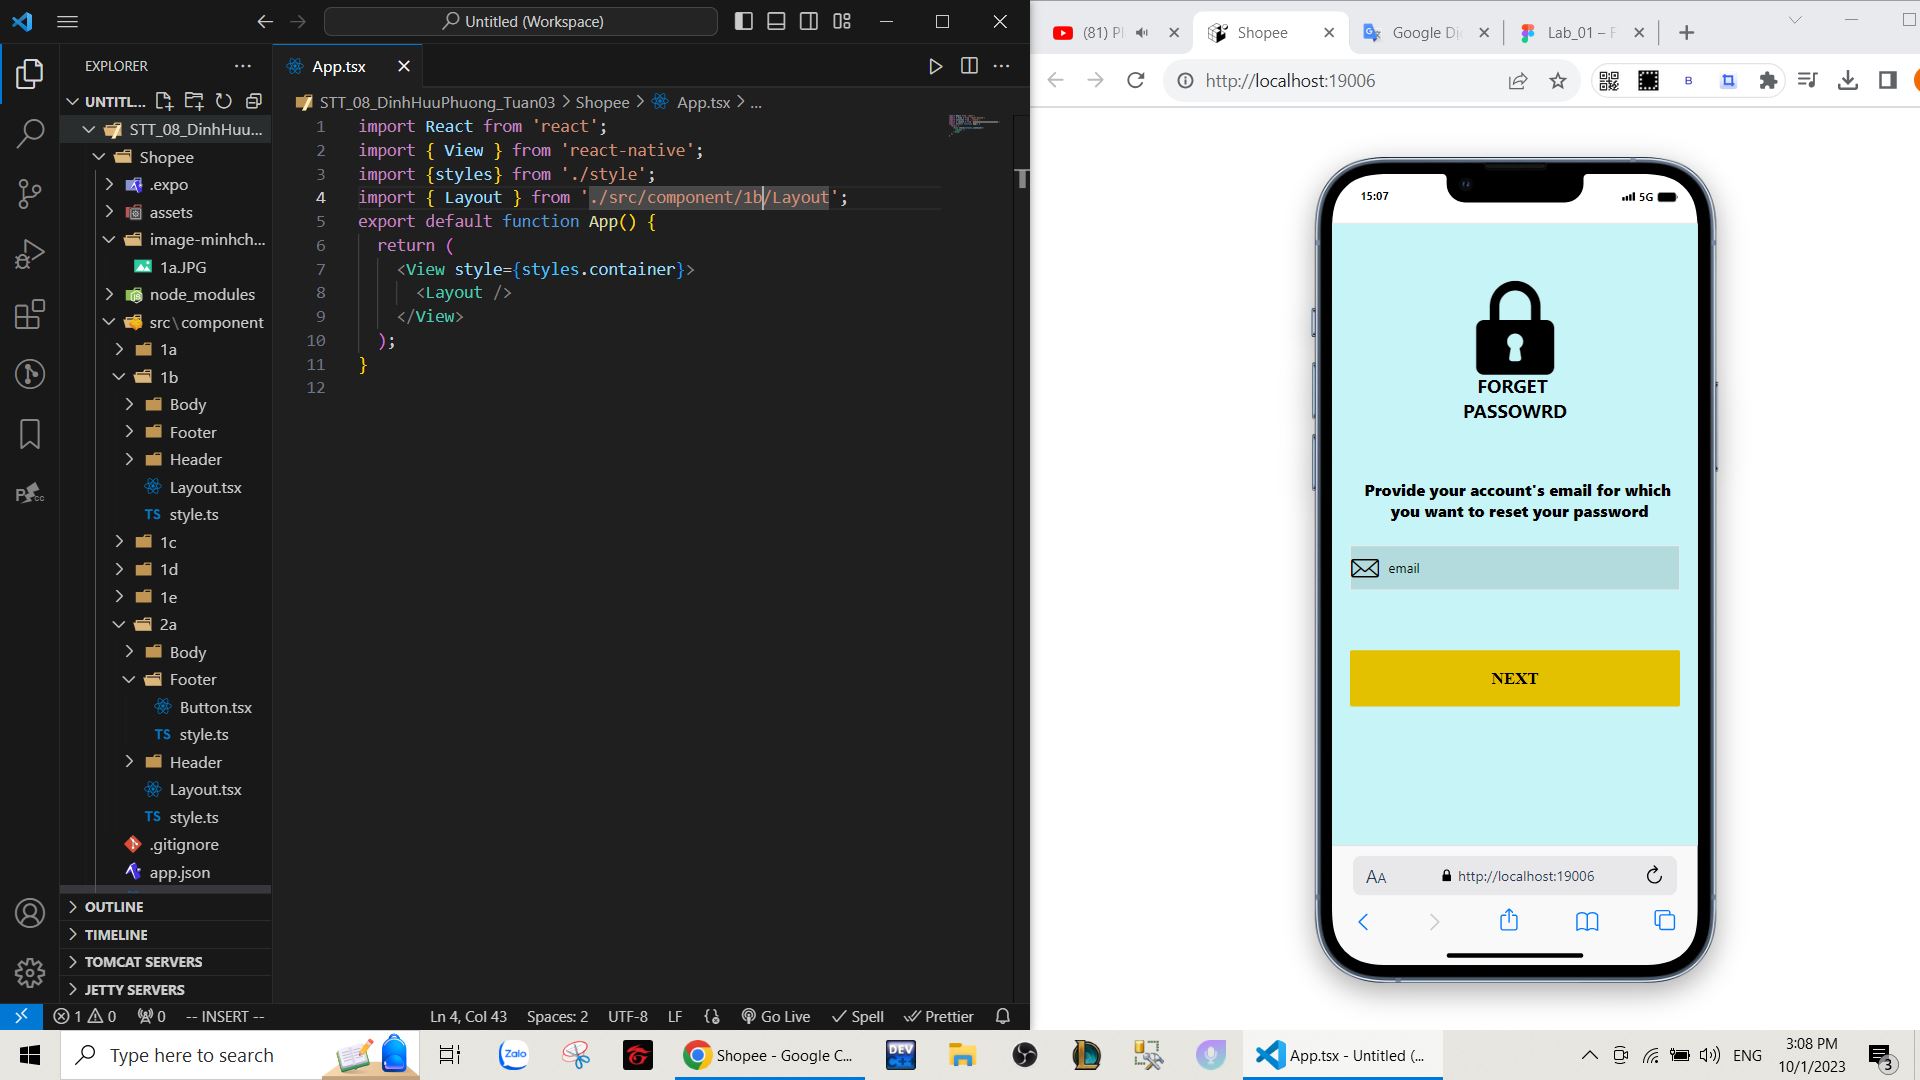 Untitled (Workspace)
EXPLORER
UNTITL...
STT_08_DinhHuu...
Shopee
.expo
assets
image-minhch...
1a.JPG
node_modules
src\component
1a
1b
Body
Footer
Header
Layout.tsx
TS style.ts
1c
1d
1e
2a
Body
Footer
Button.tsx
TS style.ts
Header
Layout.tsx
TS style.ts
.gitignore
app.json
OUTLINE
TIMELINE
TOMCAT SERVERS
JETTY SERVERS
App.tsx
STT_08_DinhHuuPhuong_Tuan03 > Shopee > App.tsx > ...
1 import React from 'react';
2 import { View } from 'react-native';
3 import {styles} from './style';
4 import { Layout } from './src/component/1b/Layout';
5 export default function App() {
6 return (
7 <View style={styles.container}>
8 <Layout />
9 </View>
10 );
11 }
12
1 0 0 -- INSERT -- Ln 4, Col 43 Spaces: 2 UTF-8 LF Go Live Spell Prettier
(81) Pl
Shopee
Google Di
Lab_01 – F
http://localhost:19006
B
15:07
5G
FORGET
PASSOWRD
Provide your account's email for which
you want to reset your password
email
NEXT
AA http://localhost:19006
Type here to search
Zalo
Shopee - Google C...
DEV
App.tsx - Untitled (...
ENG
3:08 PM
10/1/2023
3